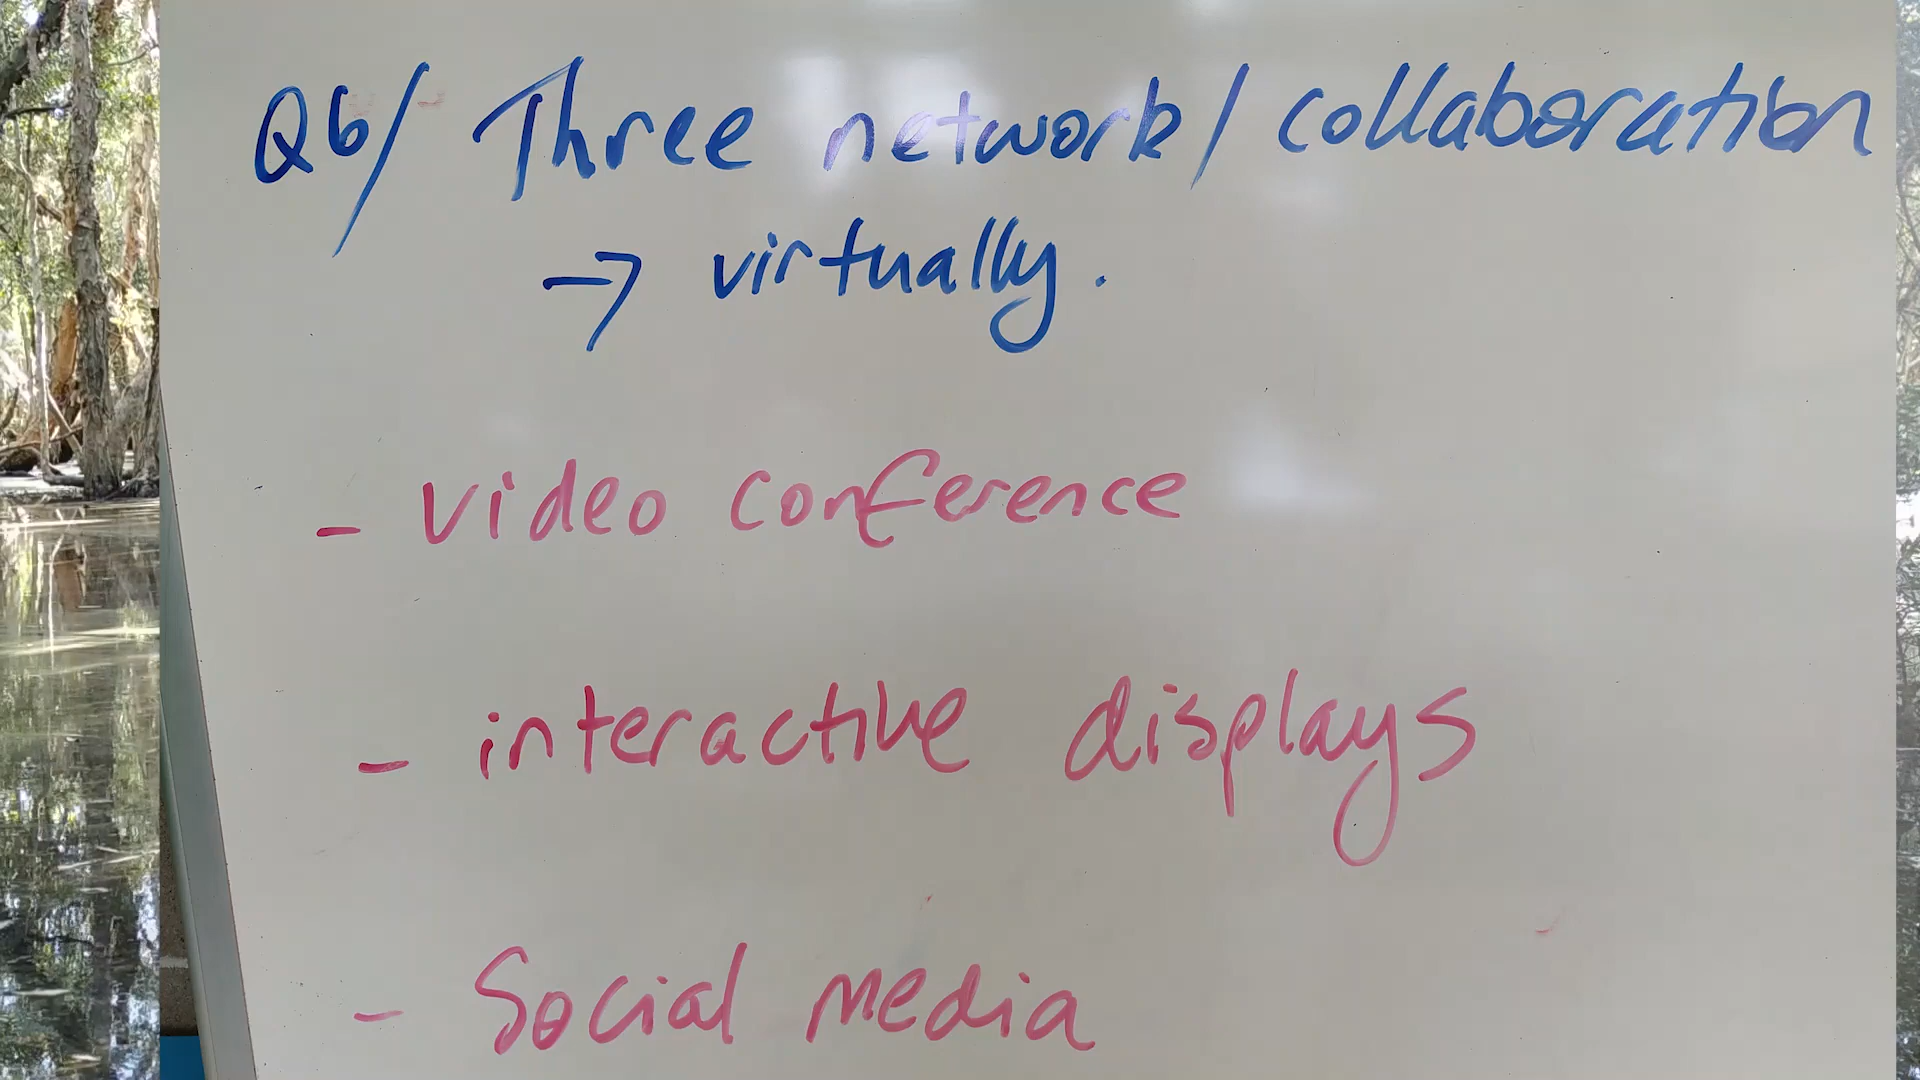 Q6/ Three network/collaboration
→ virtually.
- video conference
- interactive displays
- Social media